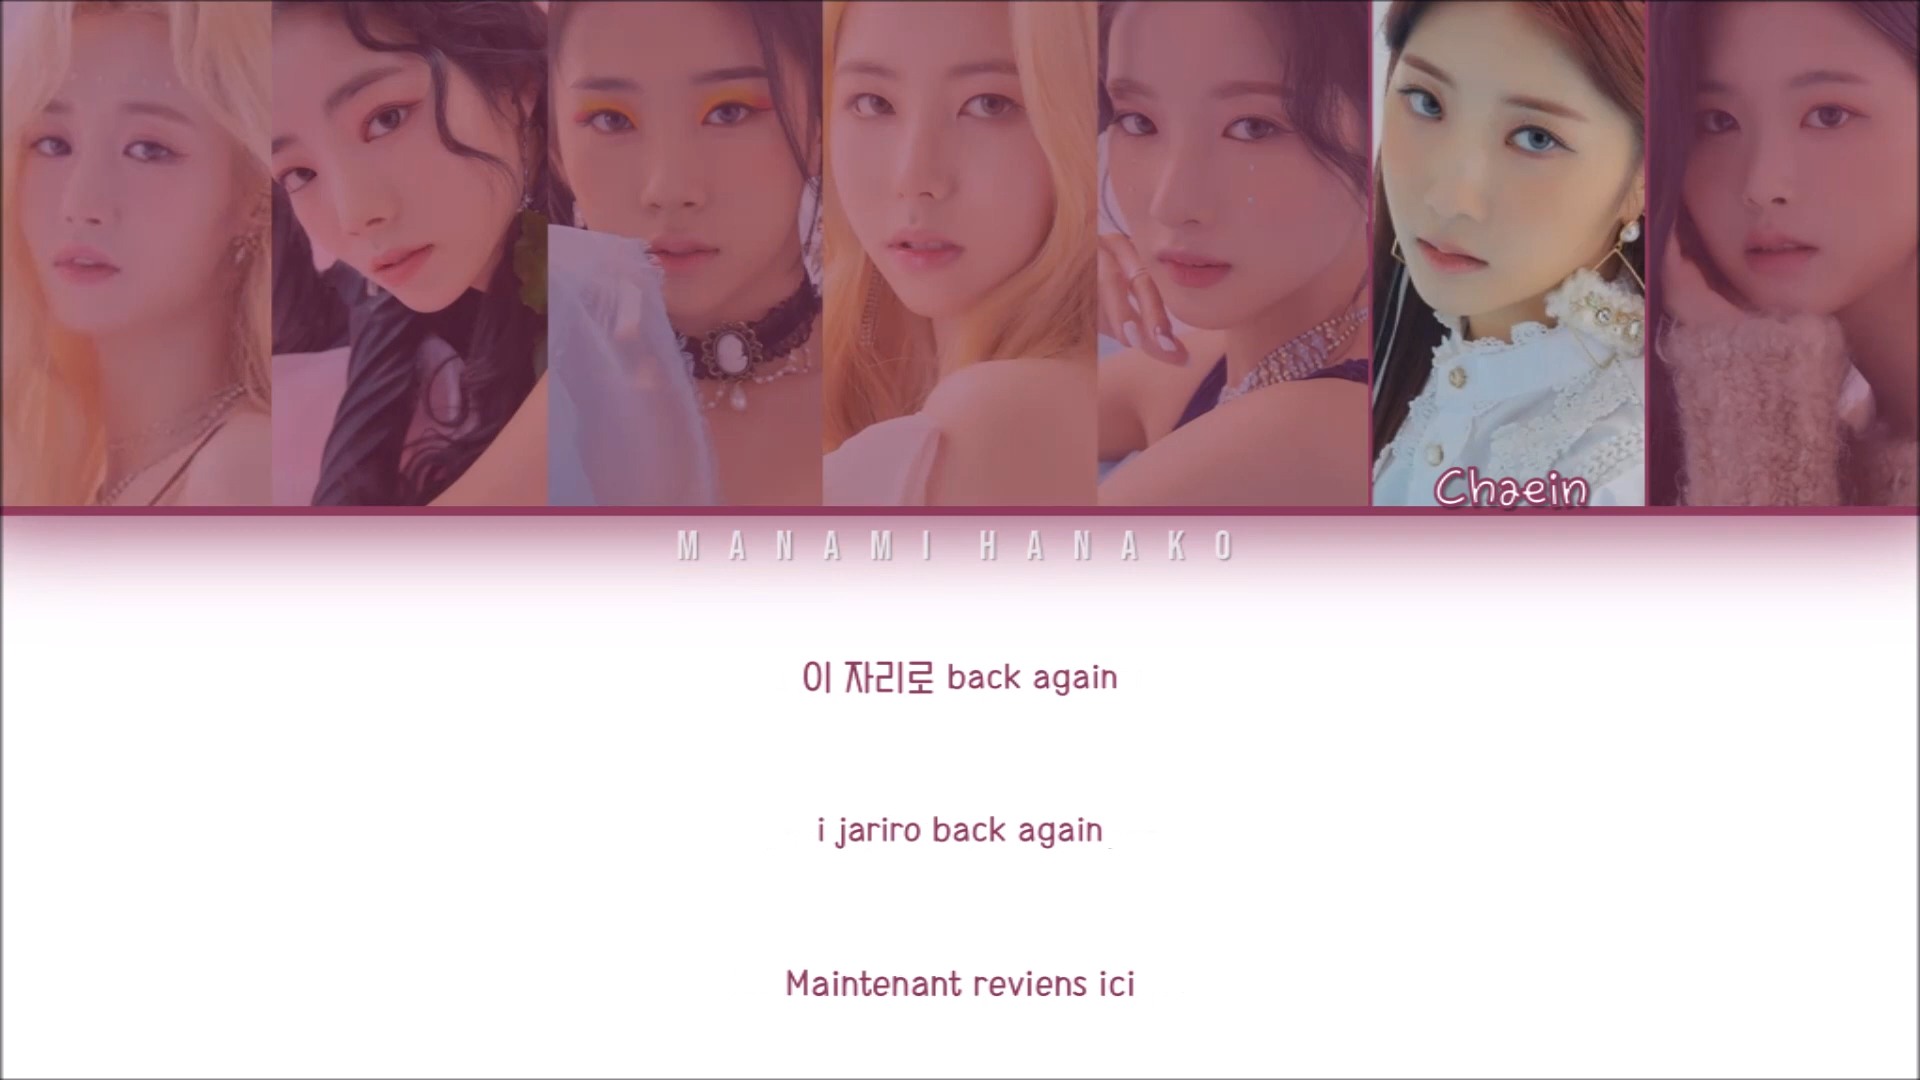 Chaein
MANAMI HANAKO
이 자리로 back again
i jariro back again
Maintenant reviens ici